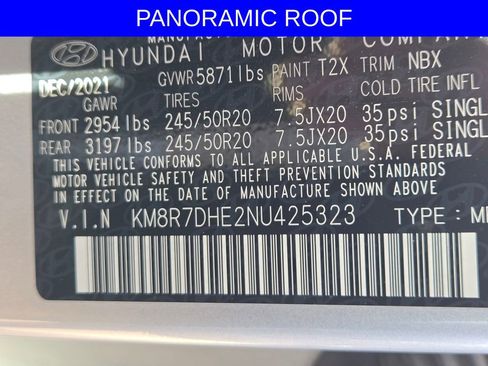 PANORAMIC ROOF
HYUNDAI MOTOR
DEC/2021 GVWR 5871 lbs PAINT T2X TRIM NBX
GAWR TIRES RIMS COLD TIRE INFL
FRONT 2954 lbs 245/50R20 7.5JX20 35 psi SINGL
REAR 3197 lbs 245/50R20 7.5JX20 35 psi SINGL
THIS VEHICLE CONFORMS TO ALL APPLICABLE U.S.A. FEDERAL
MOTOR VEHICLE SAFETY AND THEFT PREVENTION STANDARDS
IN EFFECT ON THE DATE OF MANUFACTURE SHOWN ABOVE.
V.I.N KM8R7DHE2NU425323 TYPE : M